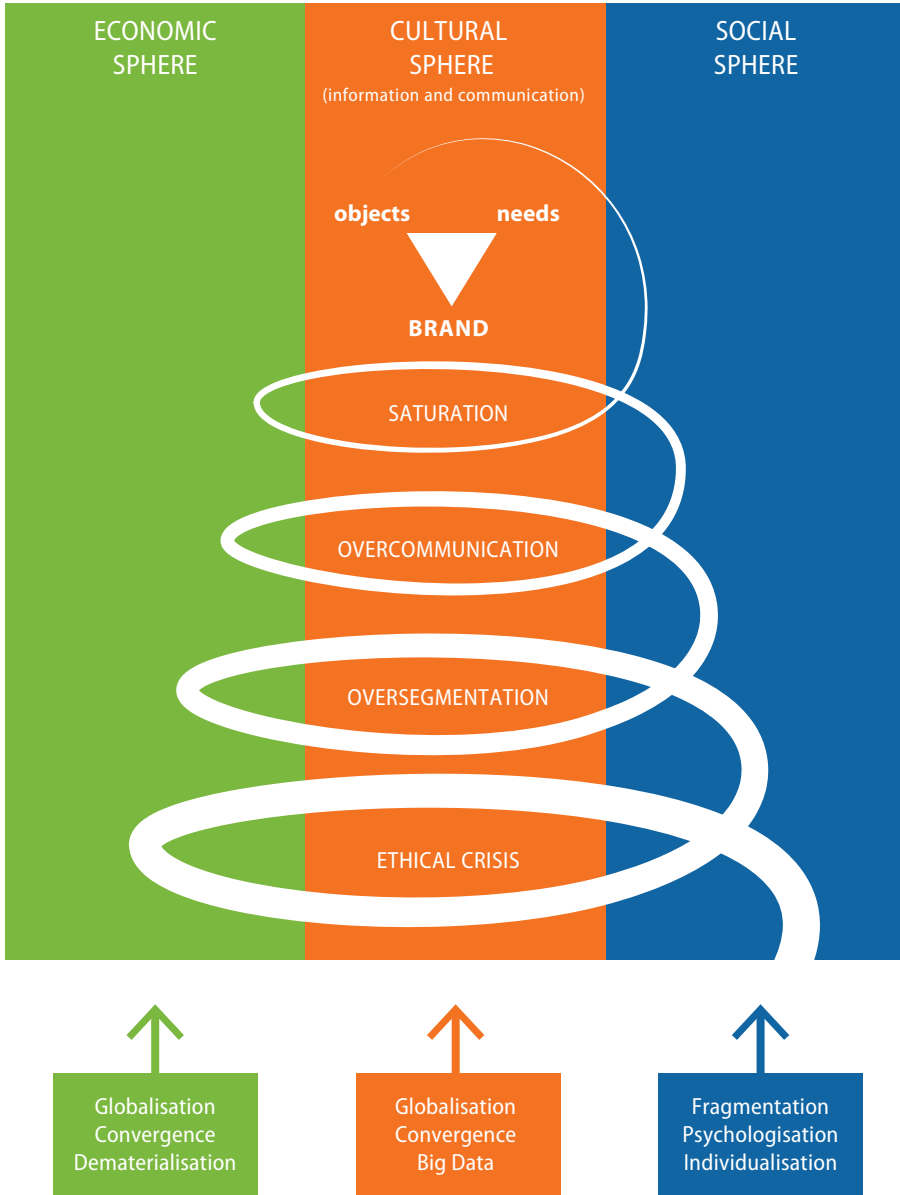 ECONOMIC
SPHERE
CULTURAL
SPHERE
(information and communication)
SOCIAL
SPHERE
objects
needs
BRAND
SATURATION
OVERCOMMUNICATION
OVERSEGMENTATION
ETHICAL CRISIS
Globalisation
Convergence
Dematerialisation
Globalisation
Convergence
Big Data
Fragmentation
Psychologisation
Individualisation